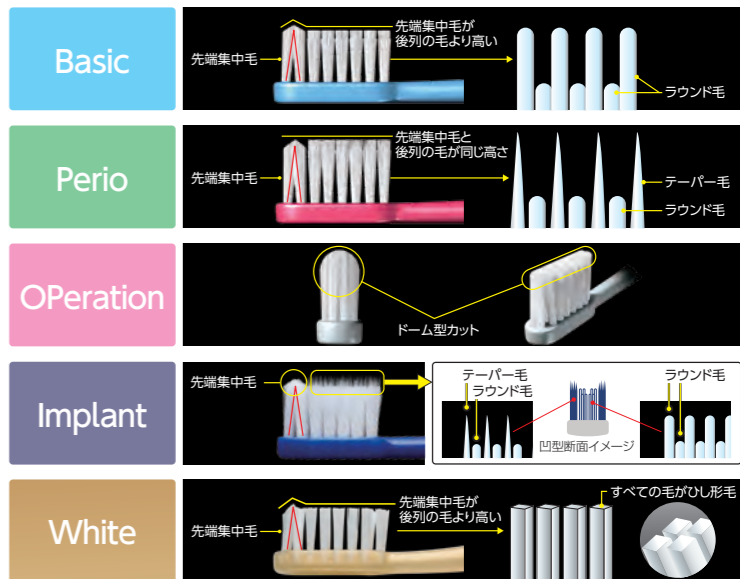 Basic
先端集中毛
先端集中毛が
後列の毛より高い
ラウンド毛
Perio
先端集中毛
先端集中毛と
後列の毛が同じ高さ
テーパー毛
ラウンド毛
OPeration
ドーム型カット
Implant
先端集中毛
テーパー毛
ラウンド毛
凹型断面イメージ
ラウンド毛
White
先端集中毛
先端集中毛が
後列の毛より高い
すべての毛がひし形毛